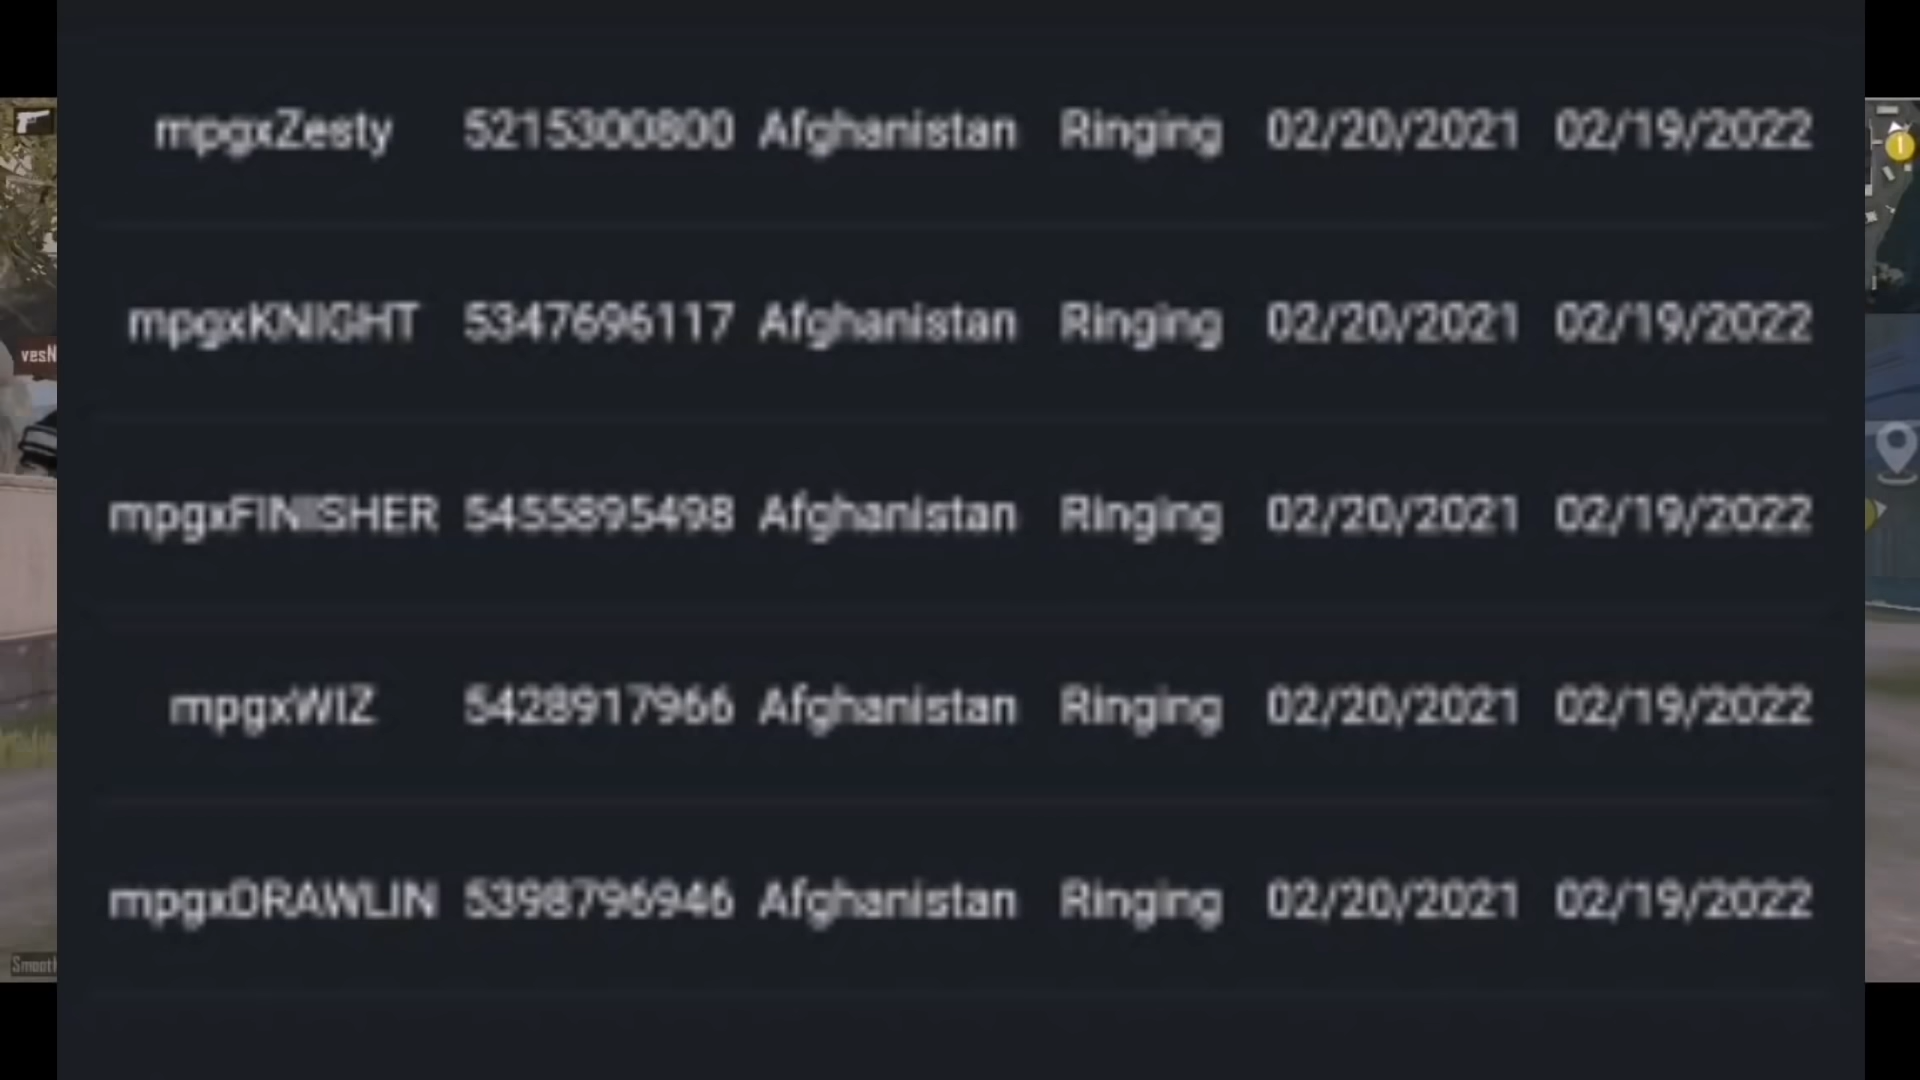 mpgxZesty 5215300800 Afghanistan Ringing 02/20/2021 02/19/2022
mpgxKNIGHT 5347696117 Afghanistan Ringing 02/20/2021 02/19/2022
vesN
mpgxFINISHER 5455895498 Afghanistan Ringing 02/20/2021 02/19/2022
mpgxWIZ 5428917966 Afghanistan Ringing 02/20/2021 02/19/2022
mpgxDRAWLIN 5398796946 Afghanistan Ringing 02/20/2021 02/19/2022
Smooth